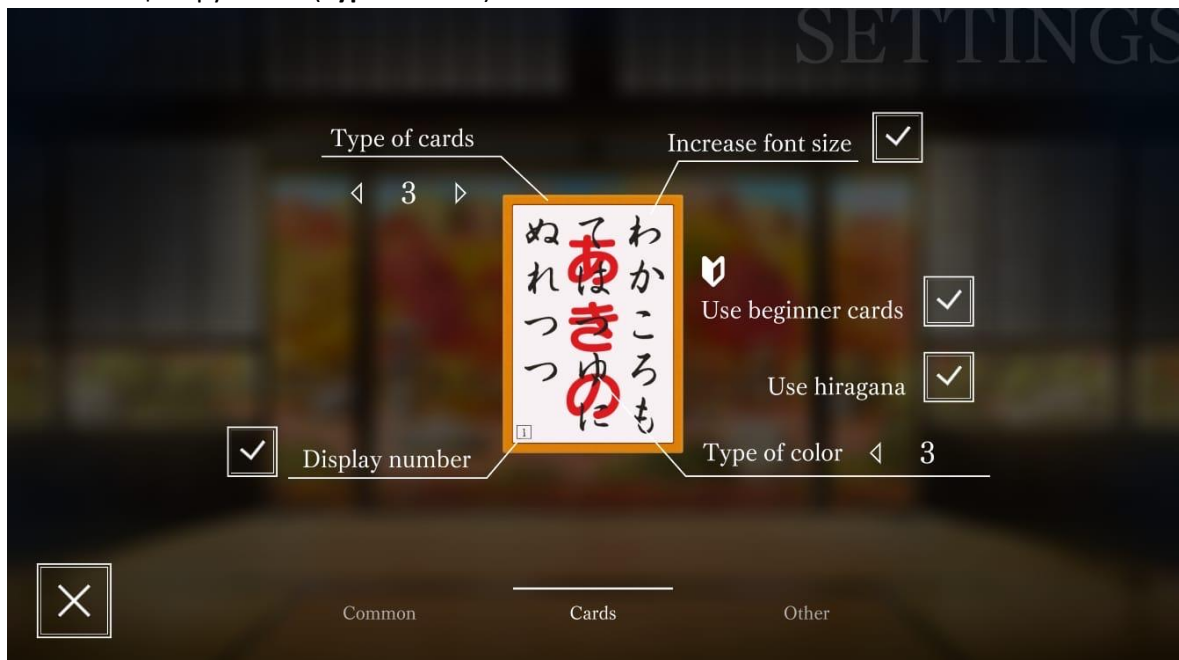 SETTINGS
Type of cards
3
Increase font size
わかころも
てはつゆに
ぬれつつ
あきの
1
Use beginner cards
Use hiragana
Type of color 3
Display number
Common
Cards
Other